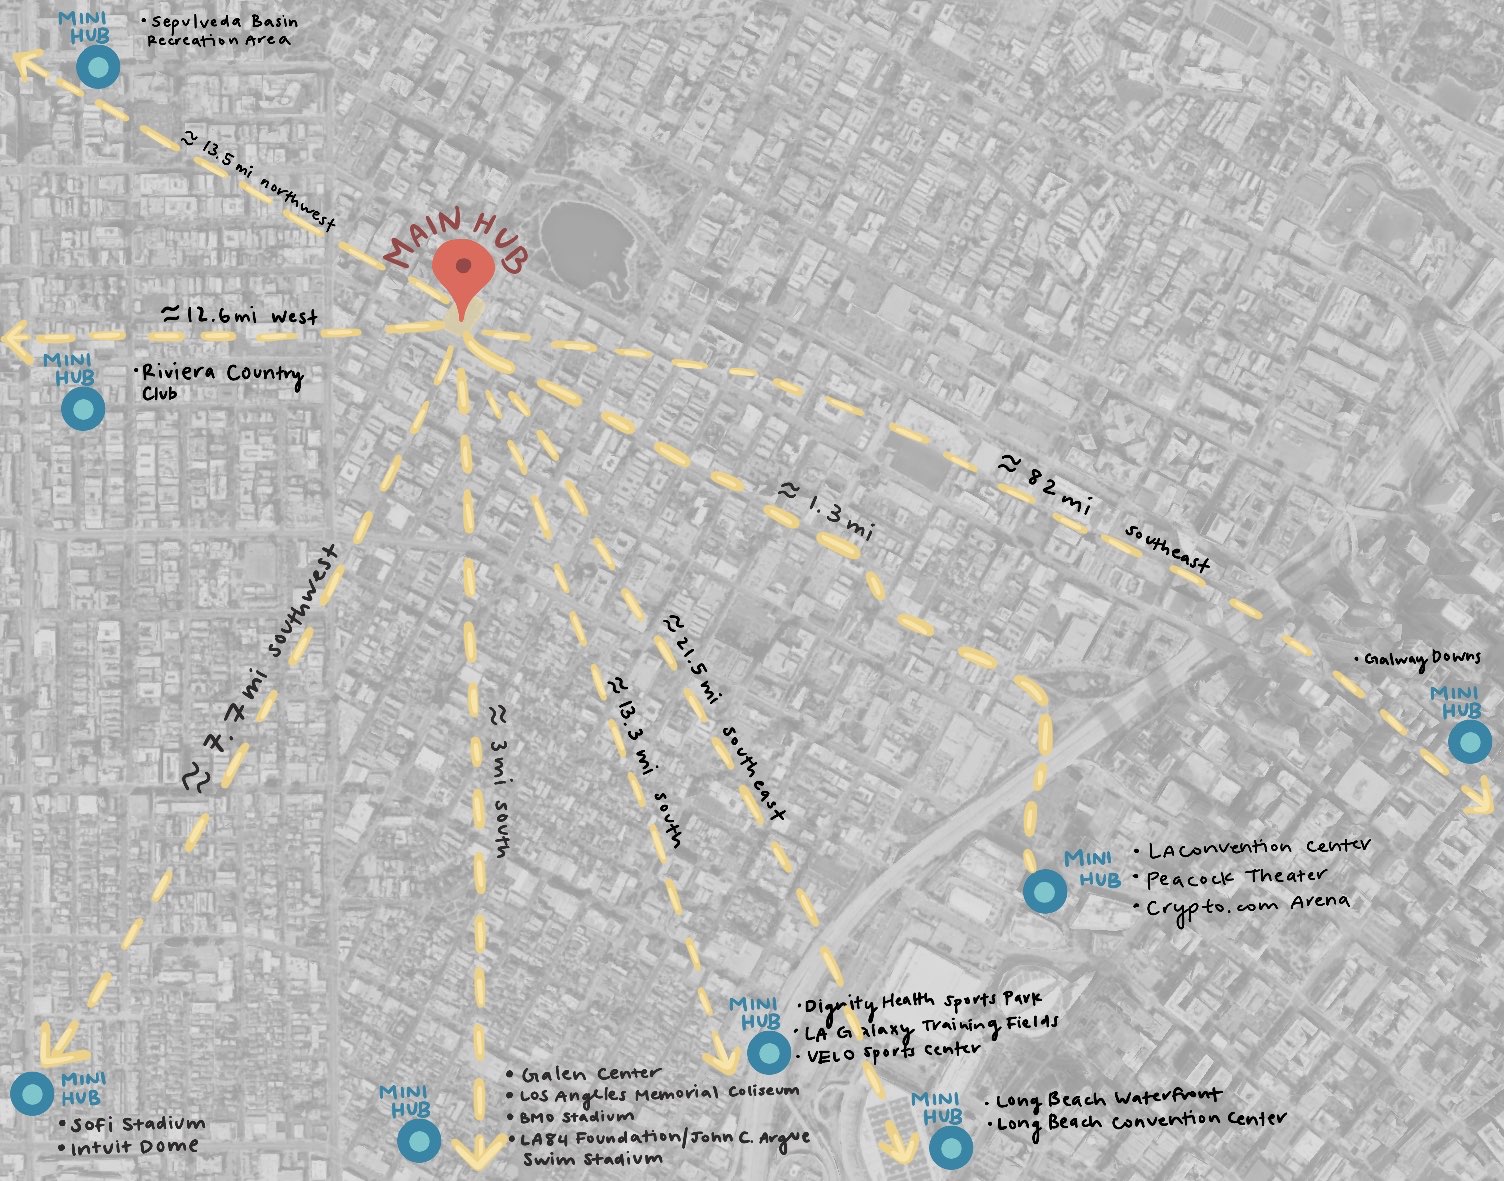 MINI
HUB
• Sepulveda Basin
Recreation Area
≈ 13.5 mi northwest
MAIN HUB
≈ 12.6 mi west
MINI
HUB
• Riviera Country
Club
≈ 82 mi southeast
≈ 1.3 mi
≈ 7.7 mi southwest
≈ 3 mi south
≈ 13.3 mi south
≈ 21.5 mi southeast
• Galway Downs
MINI
HUB
MINI
HUB
• LA Convention Center
• Peacock Theater
• Crypto.com Arena
MINI
HUB
• Dignity Health Sports Park
• LA Galaxy Training Fields
• VELO Sports Center
MINI
HUB
• SoFi Stadium
• Intuit Dome
MINI
HUB
• Galen Center
• Los Angeles Memorial Coliseum
• BMO Stadium
• LA84 Foundation/John C. Argue
Swim Stadium
MINI
HUB
• Long Beach Waterfront
• Long Beach Convention Center